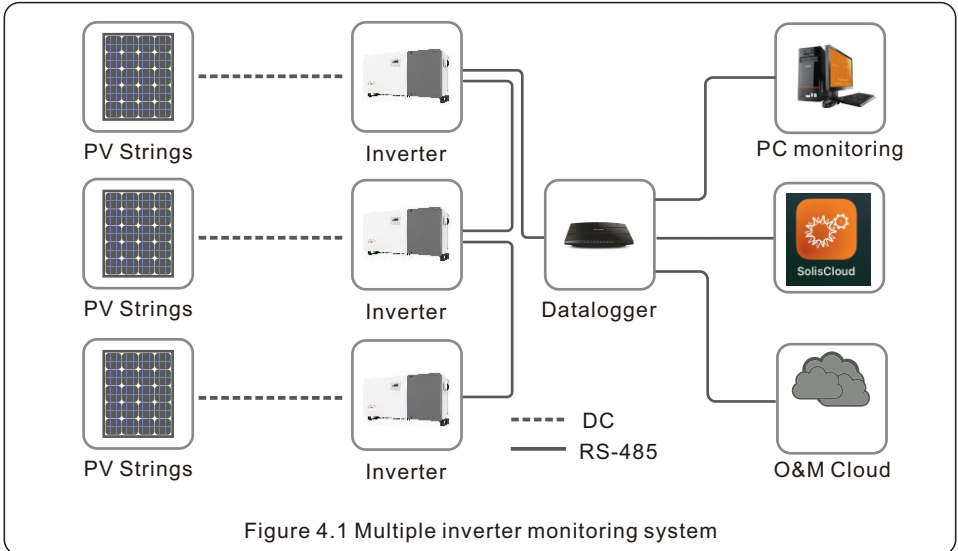 PV Strings
Inverter
PC monitoring
PV Strings
Inverter
Datalogger
SolisCloud
PV Strings
Inverter
DC
RS-485
O&M Cloud
Figure 4.1 Multiple inverter monitoring system